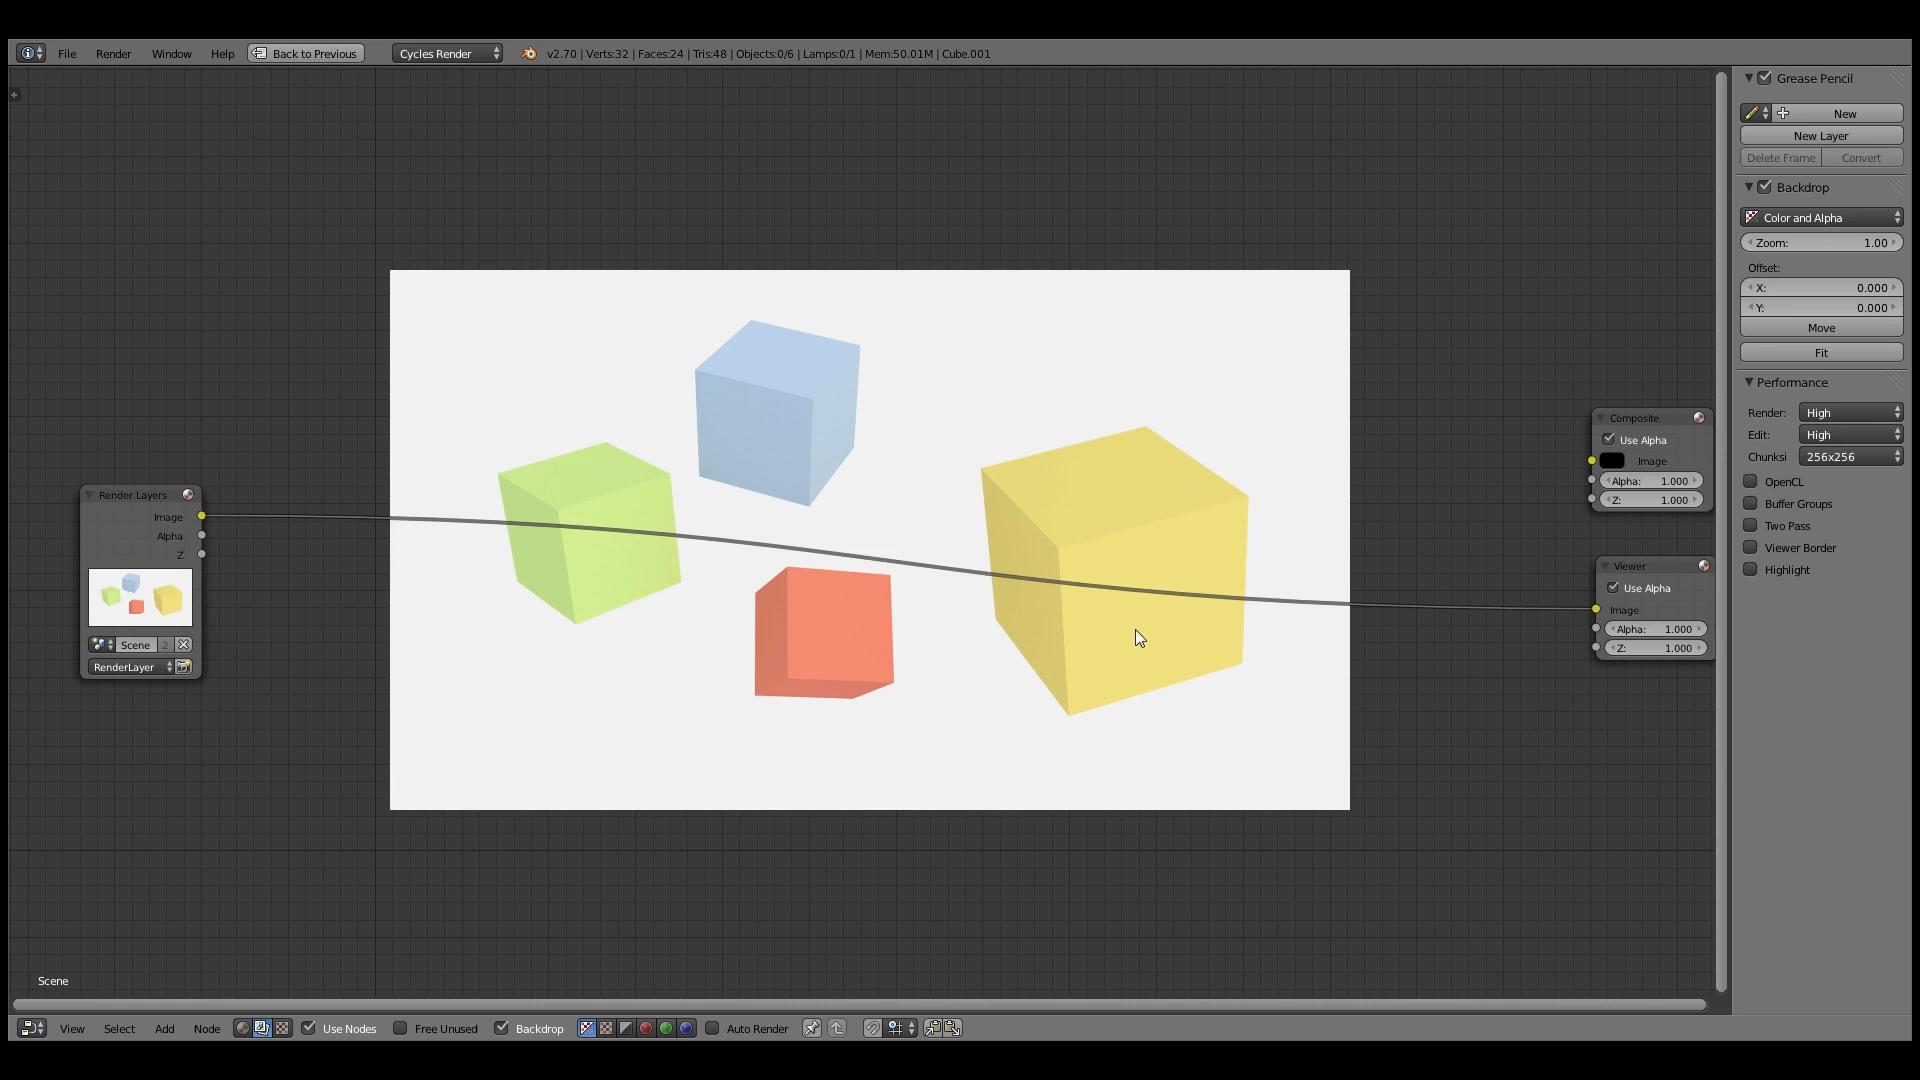 File Render Window Help Back to Previous Cycles Render v2.70 | Verts:32 | Faces:24 | Tris:48 | Objects:0/6 | Lamps:0/1 | Mem:50.01M | Cube.001
Grease Pencil
New
New Layer
Delete Frame Convert
Backdrop
Color and Alpha
Zoom: 1.00
Offset:
X: 0.000
Y: 0.000
Move
Fit
Performance
Render: High
Edit: High
Chunksi 256x256
OpenCL
Buffer Groups
Two Pass
Viewer Border
Highlight
Composite
Use Alpha
Image
Alpha: 1.000
Z: 1.000
Viewer
Use Alpha
Image
Alpha: 1.000
Z: 1.000
Render Layers
Image
Alpha
Z
Scene 2
RenderLayer
Scene
View Select Add Node Use Nodes Free Unused Backdrop Auto Render